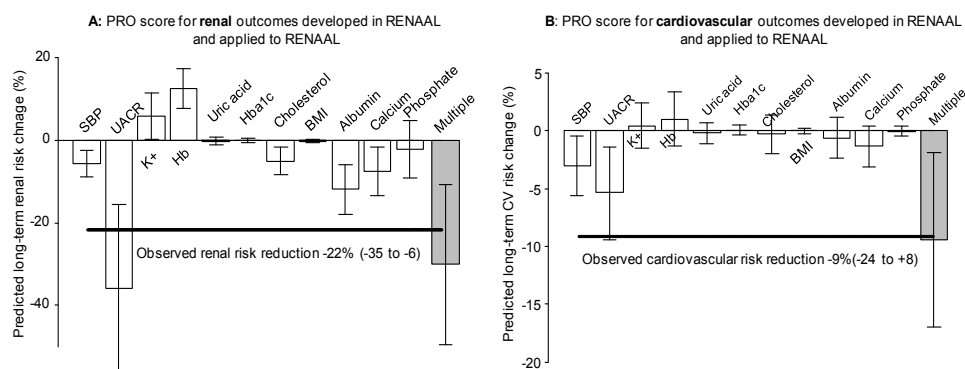 A: PRO score for renal outcomes developed in RENAAL
and applied to RENAAL
Predicted long-term renal risk chnage (%)
20
0
-20
-40
SBP
UACR
K+
Hb
Uric acid
Hba1c
Cholesterol
BMI
Albumin
Calcium
Phosphate
Multiple
Observed renal risk reduction -22% (-35 to -6)
B: PRO score for cardiovascular outcomes developed in RENAAL
and applied to RENAAL
Predicted long-term CV risk change (%)
5
0
-5
-10
-15
-20
SBP
UACR
K+
Hb
Uric acid
Hba1c
Cholesterol
BMI
Albumin
Calcium
Phosphate
Multiple
Observed cardiovascular risk reduction -9%(-24 to +8)